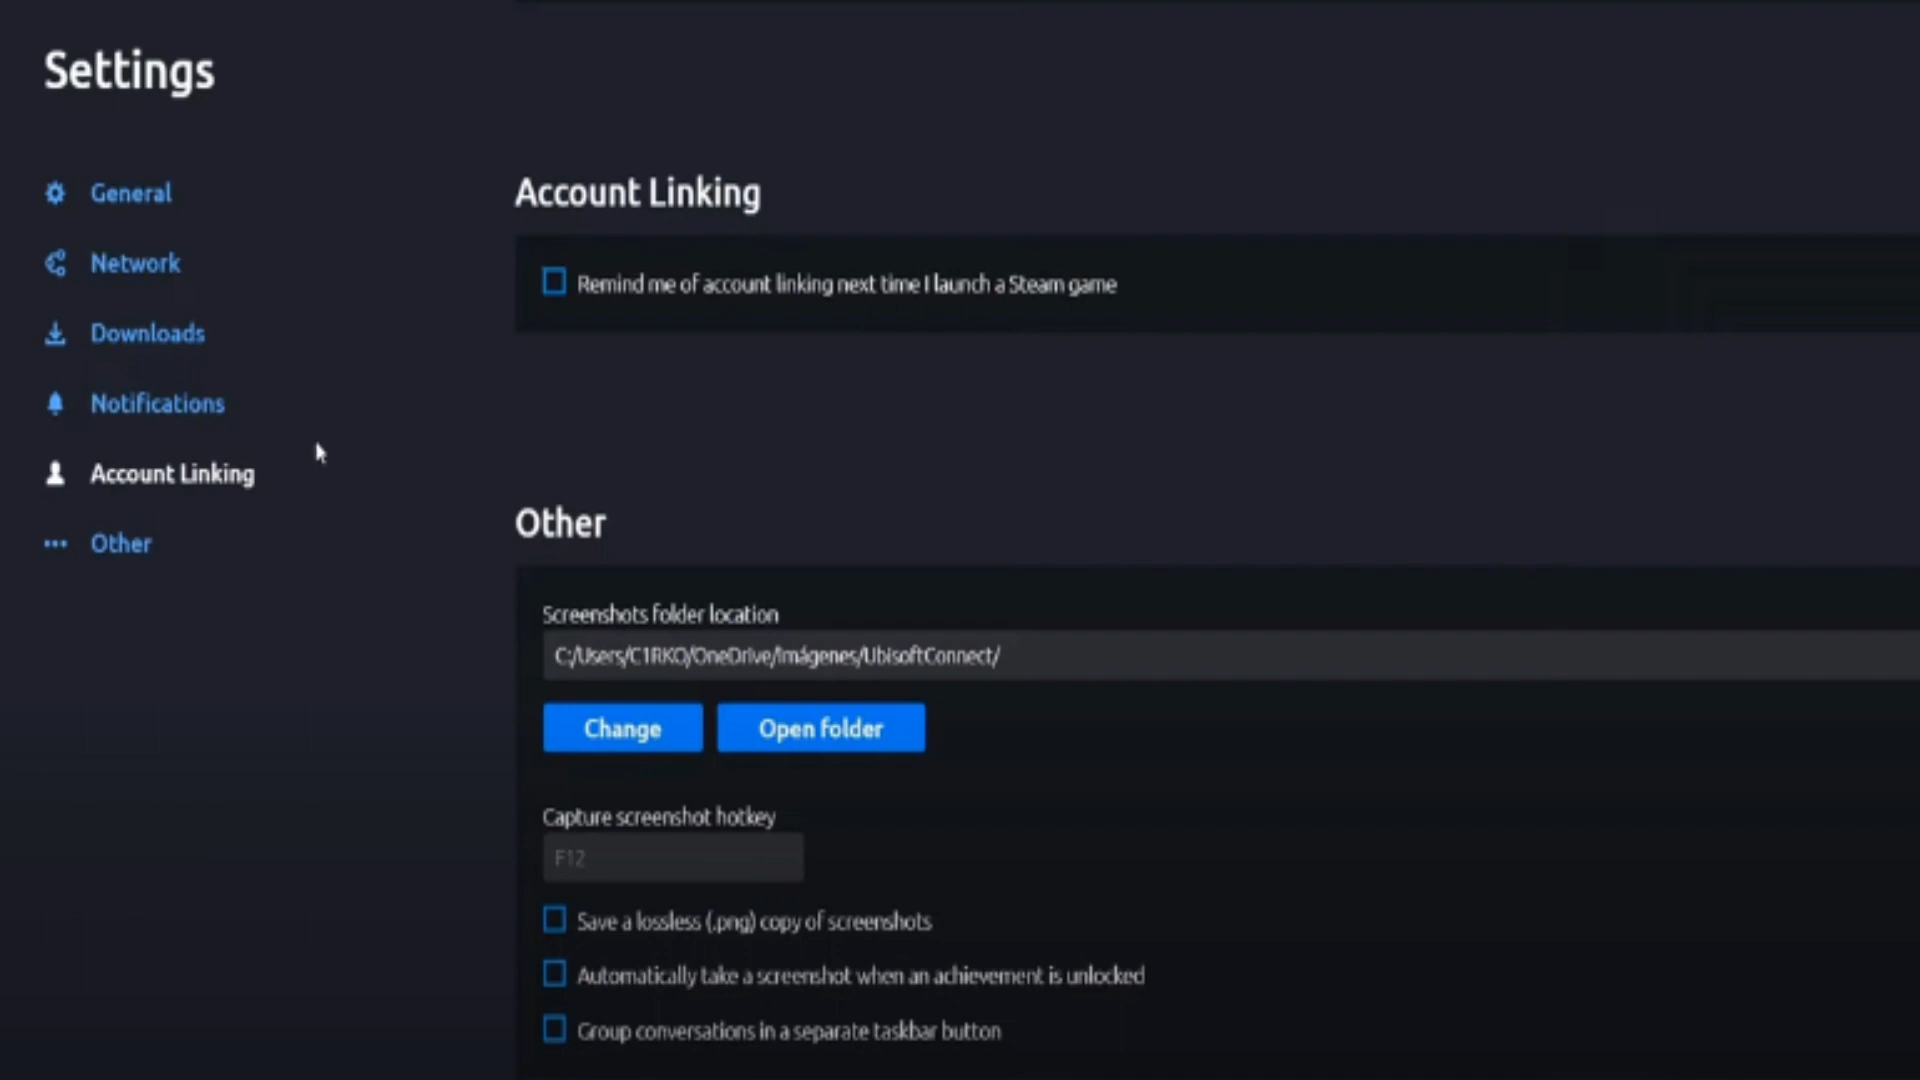 Settings
General
Network
Downloads
Notifications
Account Linking
Other
Account Linking
Remind me of account linking next time I launch a Steam game
Other
Screenshots folder location
C:/Users/C1RKO/OneDrive/Imágenes/UbisoftConnect/
Change
Open folder
Capture screenshot hotkey
F12
Save a lossless (.png) copy of screenshots
Automatically take a screenshot when an achievement is unlocked
Group conversations in a separate taskbar button